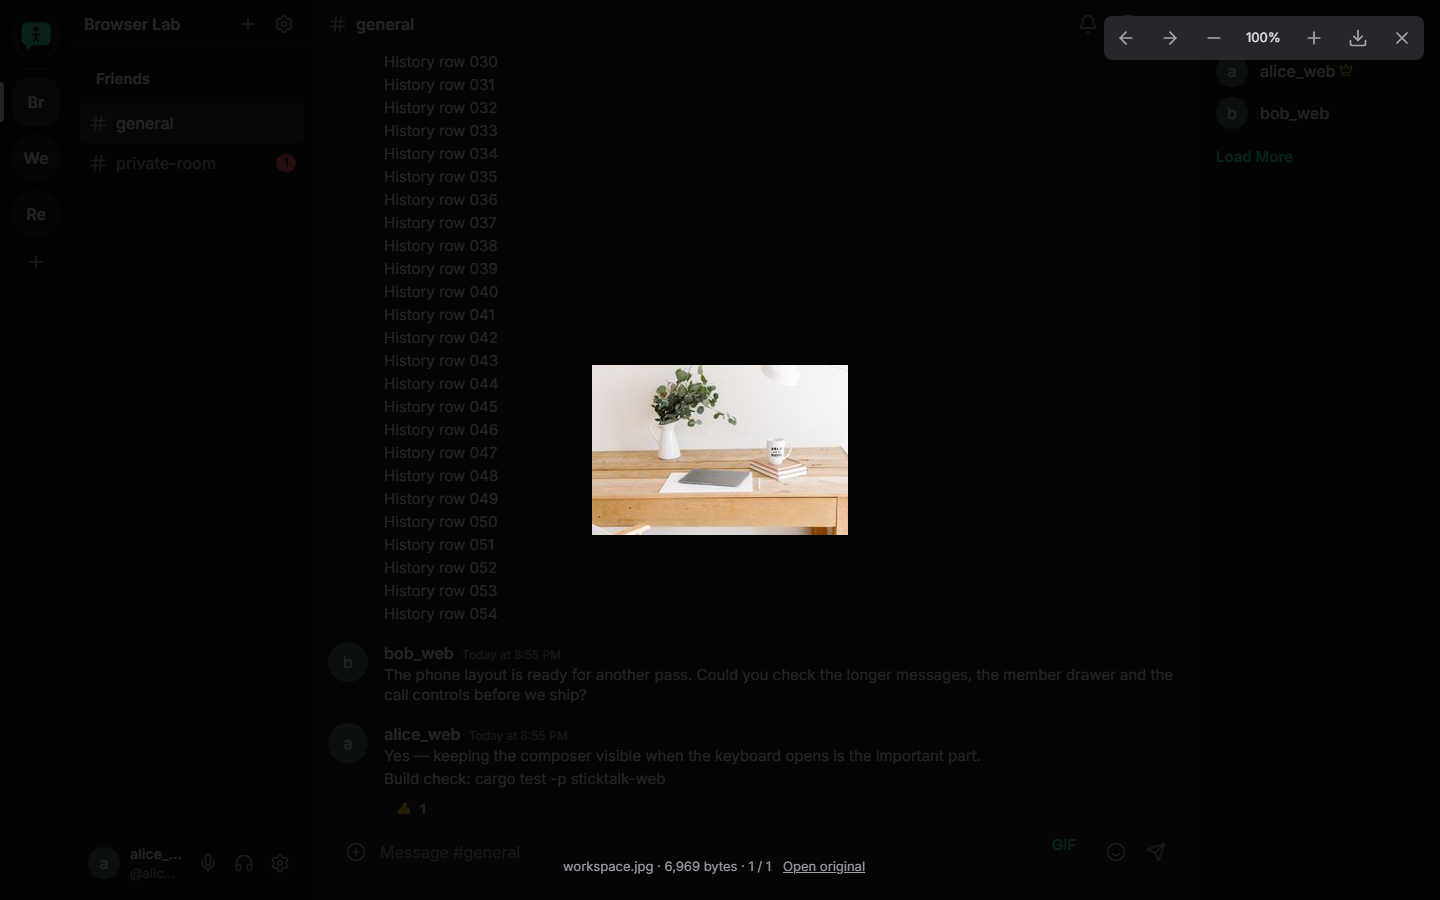 Browser Lab
general
100%
Friends
Br
general
We
private-room
1
Re
History row 030
History row 031
History row 032
History row 033
History row 034
History row 035
History row 036
History row 037
History row 038
History row 039
History row 040
History row 041
History row 042
History row 043
History row 044
History row 045
History row 046
History row 047
History row 048
History row 049
History row 050
History row 051
History row 052
History row 053
History row 054
b
bob_web Today at 8:55 PM
The phone layout is ready for another pass. Could you check the longer messages, the member drawer and the
call controls before we ship?
a
alice_web Today at 8:55 PM
Yes — keeping the composer visible when the keyboard opens is the important part.
Build check: cargo test -p sticktalk-web
👍 1
Message #general
GIF
workspace.jpg · 6,969 bytes · 1 / 1 Open original
a
alice_...
@alic...
a
alice_web
b
bob_web
Load More